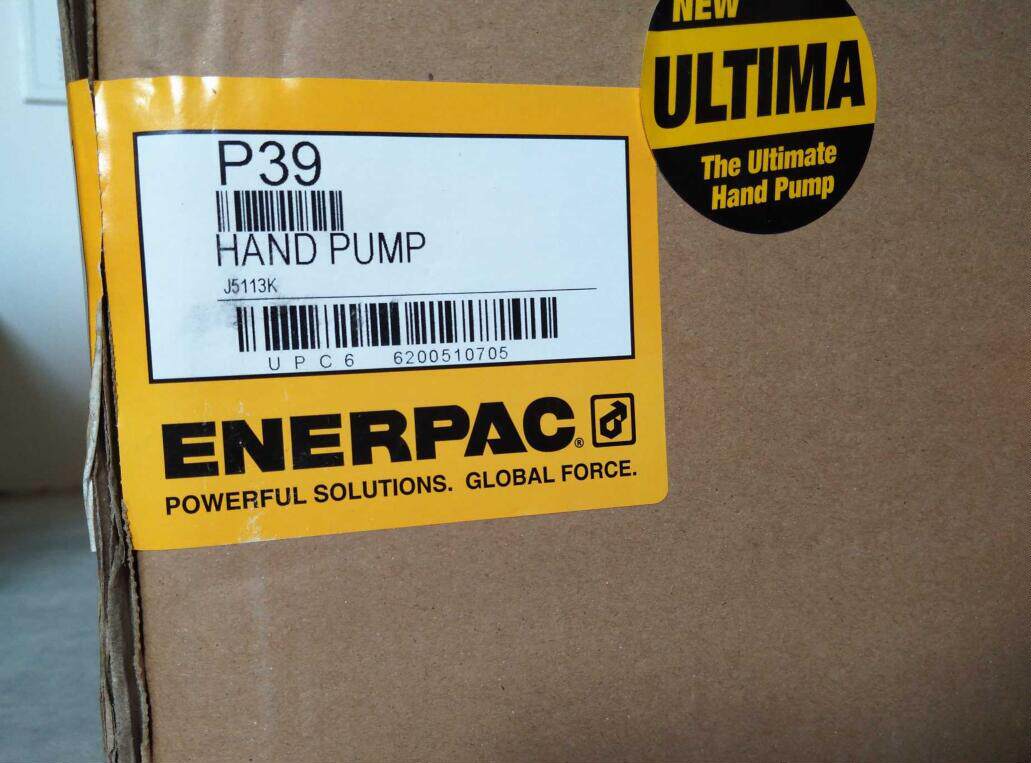 NEW
ULTIMA
The Ultimate
Hand Pump
P39
HAND PUMP
J5113K
UPC6 6200510705
ENERPAC®
POWERFUL SOLUTIONS. GLOBAL FORCE.